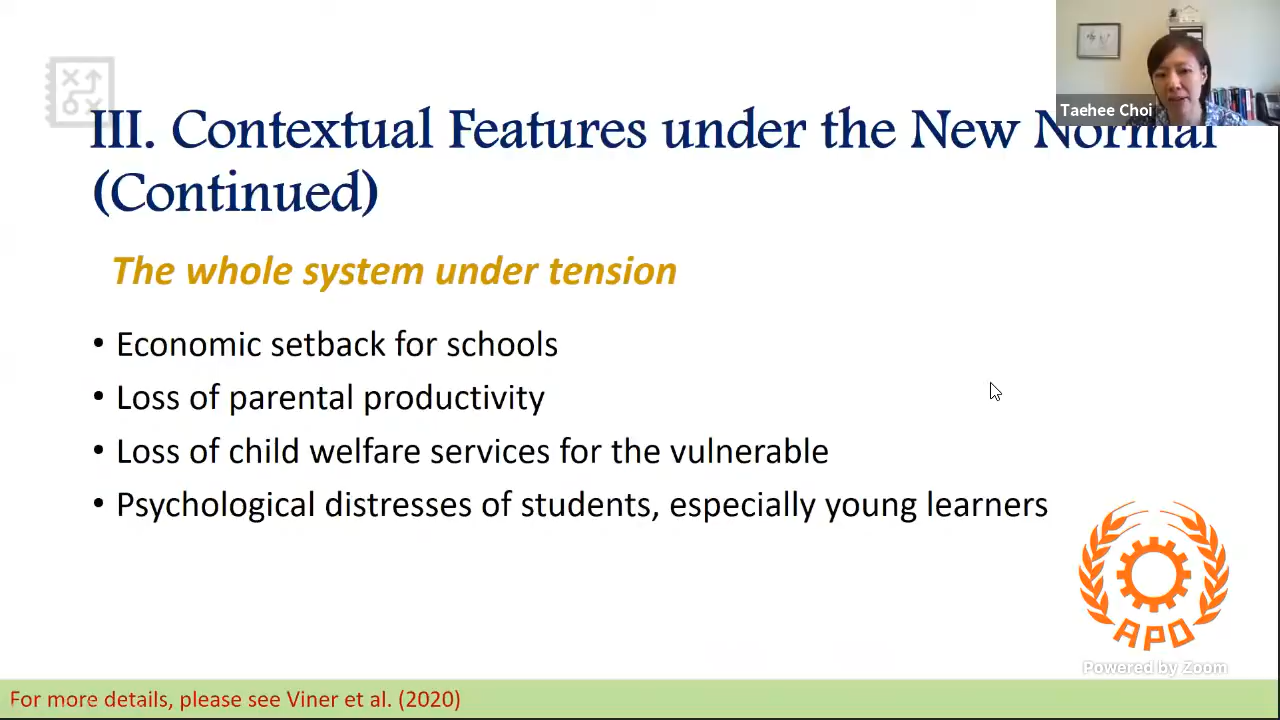 Taehee Choi
III. Contextual Features under the New Normal
(Continued)
The whole system under tension
• Economic setback for schools
• Loss of parental productivity
• Loss of child welfare services for the vulnerable
• Psychological distresses of students, especially young learners
APO
Powered by Zoom
For more details, please see Viner et al. (2020)